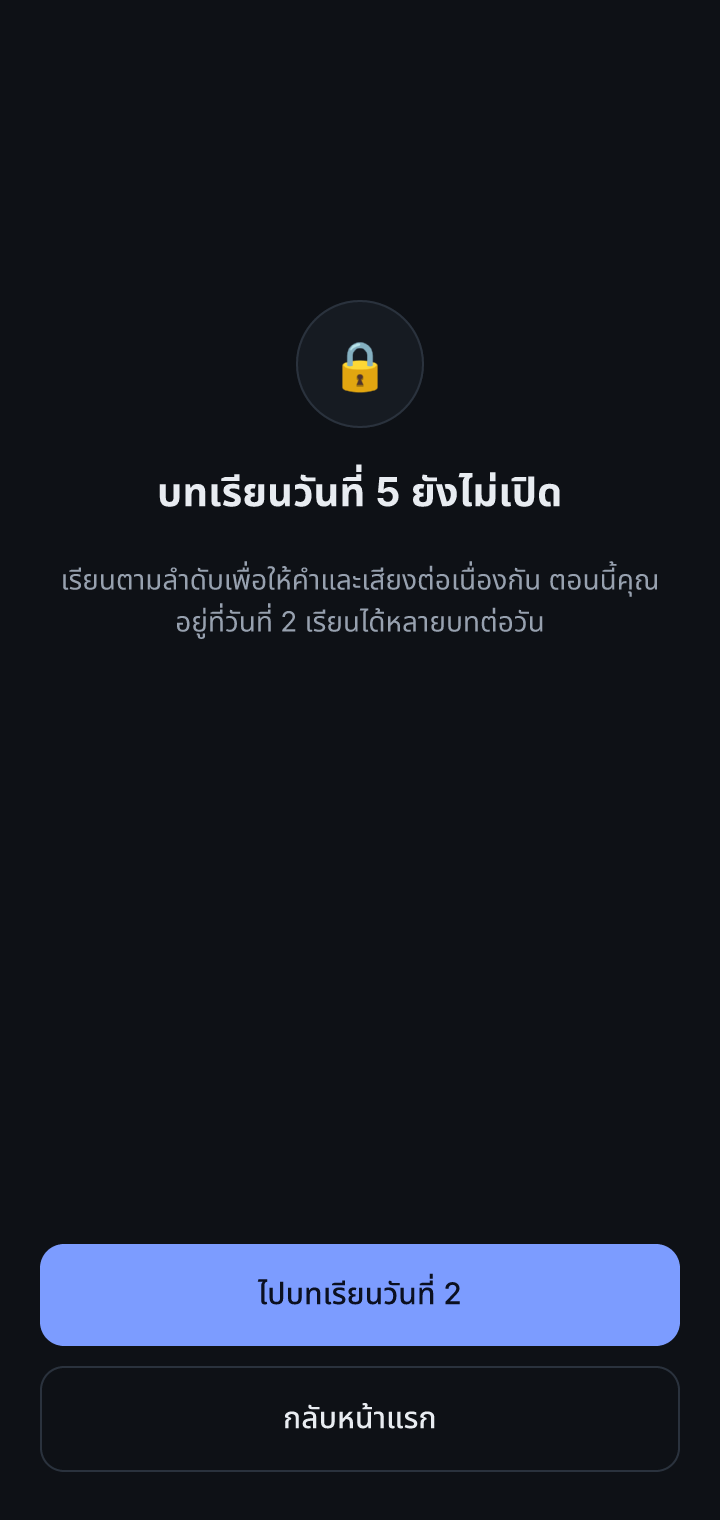 บทเรียนวันที่ 5 ยังไม่เปิด
เรียนตามลำดับเพื่อให้คำและเสียงต่อเนื่องกัน ตอนนี้คุณ
อยู่ที่วันที่ 2 เรียนได้หลายบทต่อวัน
ไปบทเรียนวันที่ 2
กลับหน้าแรก